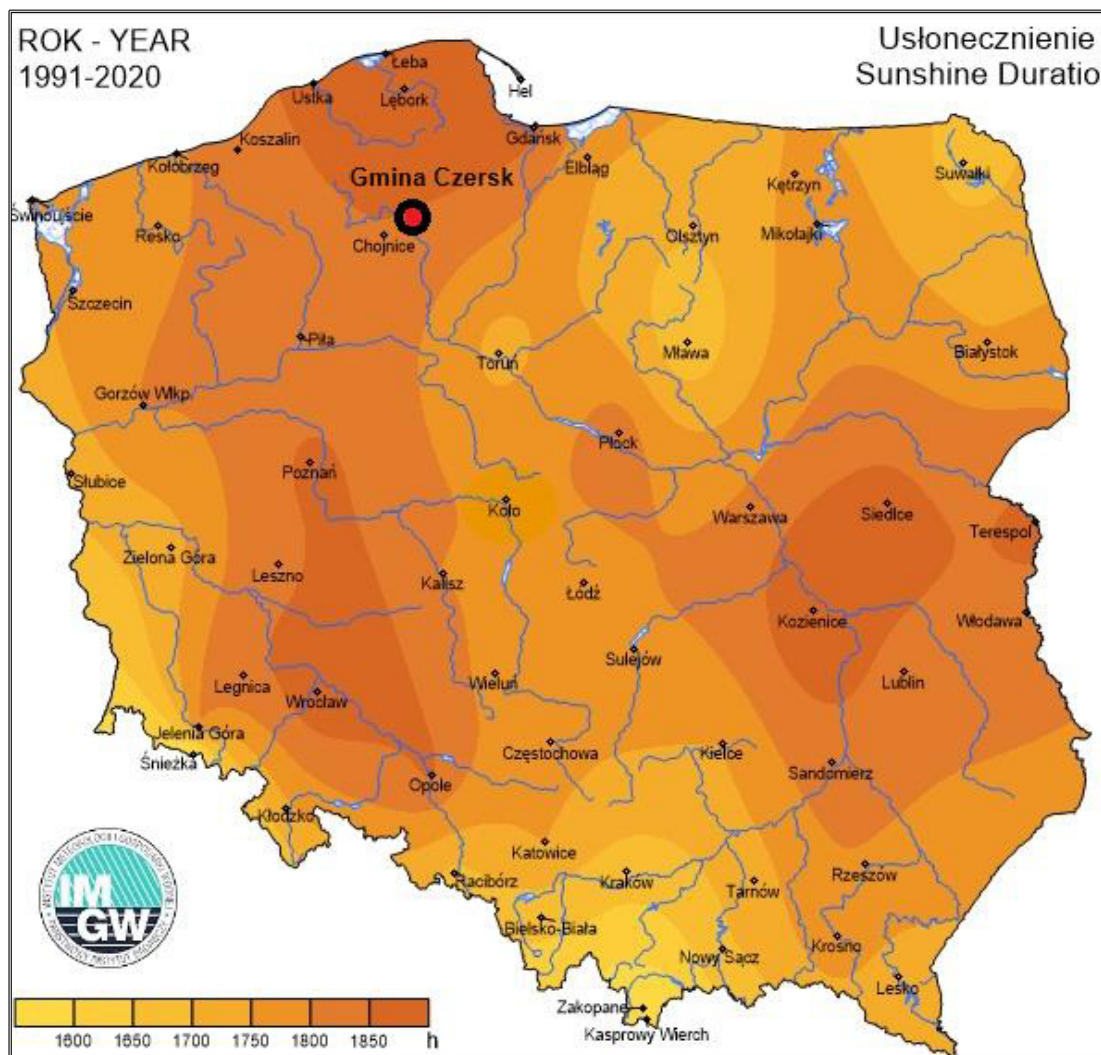 ROK - YEAR
1991-2020
Usłonecznienie
Sunshine Duratio
Łeba
Ustka
Lębork
Hel
Gdańsk
Koszalin
Kołobrzeg
Elbląg
Suwałki
Kętrzyn
Gmina Czersk
Świnoujście
Resko
Chojnice
Olsztyn
Mikołajki
Szczecin
Piła
Toruń
Mława
Białystok
Gorzów Wlkp.
Płock
Poznań
Słubice
Koło
Warszawa
Siedlce
Terespol
Zielona Góra
Leszno
Kalisz
Łódź
Kozienice
Włodawa
Sulejów
Legnica
Wieluń
Lublin
Wrocław
Jelenia Góra
Śnieżka
Częstochowa
Kielce
Sandomierz
Opole
Kłodzko
Katowice
Racibórz
Kraków
Tarnów
Rzeszów
Bielsko-Biała
Nowy Sącz
Krosno
Lesko
Zakopane
Kasprowy Wierch
IM
GW
1600 1650 1700 1750 1800 1850 h